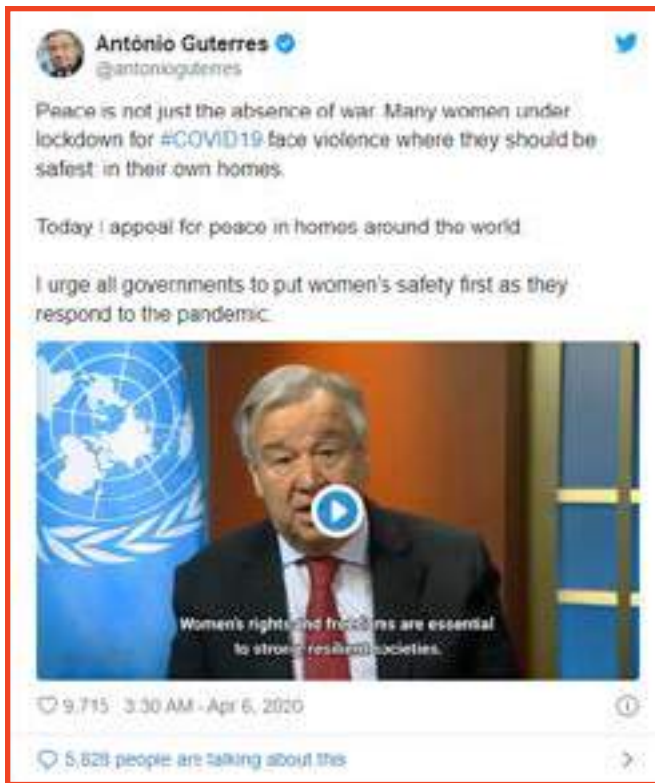 António Guterres
@antonioguterres
Peace is not just the absence of war. Many women under
lockdown for #COVID19 face violence where they should be
safest: in their own homes.
Today I appeal for peace in homes around the world.
I urge all governments to put women's safety first as they
respond to the pandemic.
Women's rights and freedoms are essential
to strong, resilient societies.
9,715 3:30 AM - Apr 6, 2020
5,828 people are talking about this